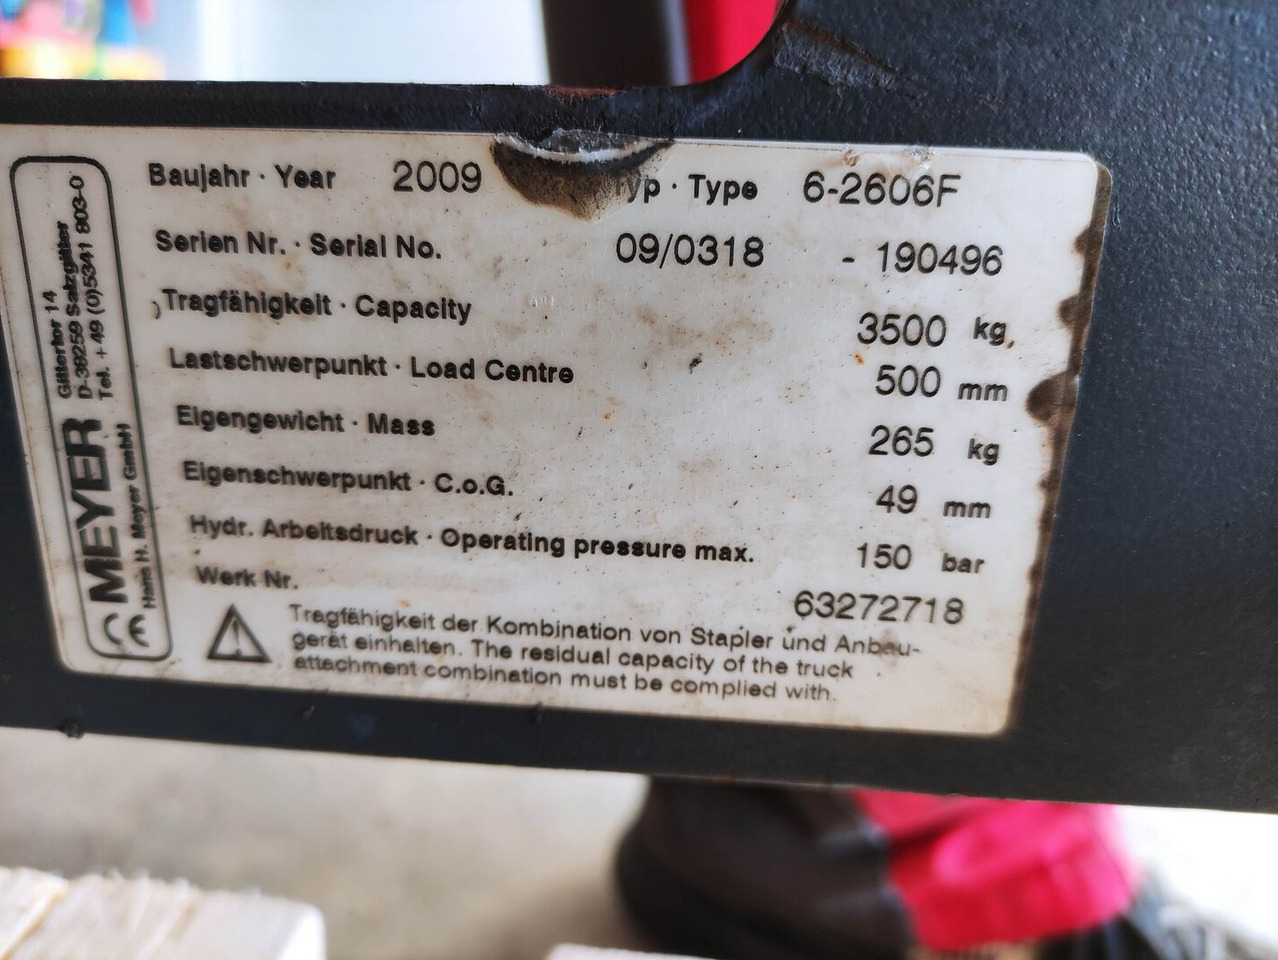 Baujahr · Year 2009 Typ · Type 6-2606F
Serien Nr. · Serial No. 09/0318 - 190496
Tragfähigkeit · Capacity 3500 kg
Lastschwerpunkt · Load Centre 500 mm
Eigengewicht · Mass 265 kg
Eigenschwerpunkt · C.o.G. 49 mm
Hydr. Arbeitsdruck · Operating pressure max. 150 bar
Werk Nr. 63272718
Tragfähigkeit der Kombination von Stapler und Anbau-
gerät einhalten. The residual capacity of the truck
attachment combination must be complied with.
MEYER
Hans H. Meyer GmbH
Gitterter 14
D-38259 Salzgitter
Tel. +49 (0)5341 803-0
CE